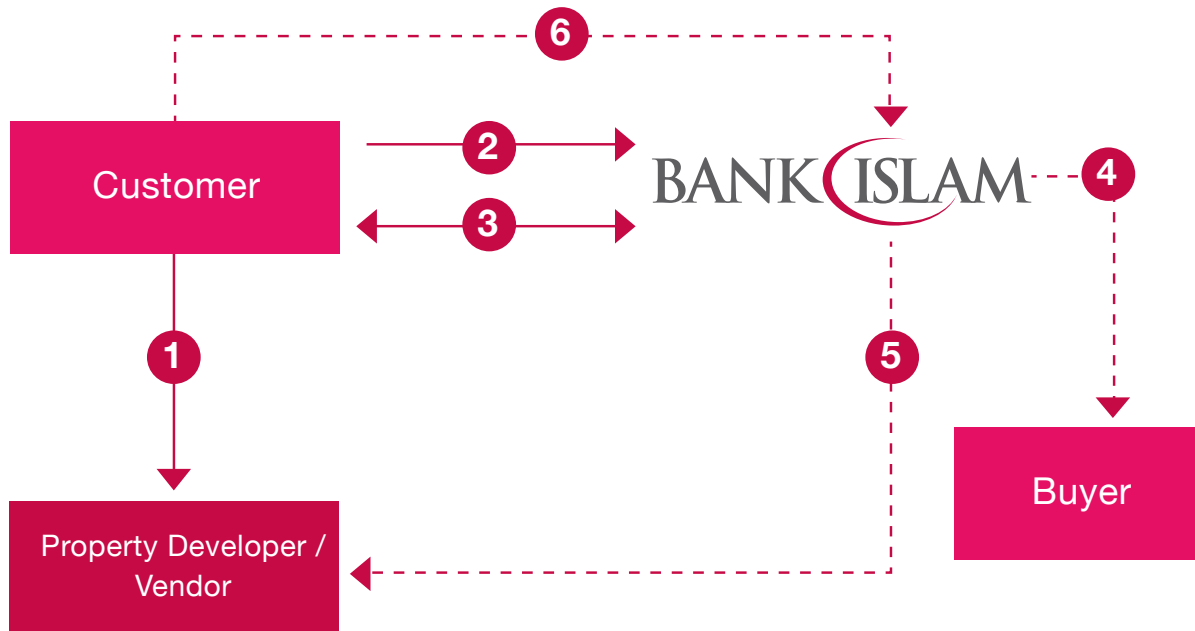 6
Customer
2
BANK ISLAM
4
3
1
5
Buyer
Property Developer /
Vendor